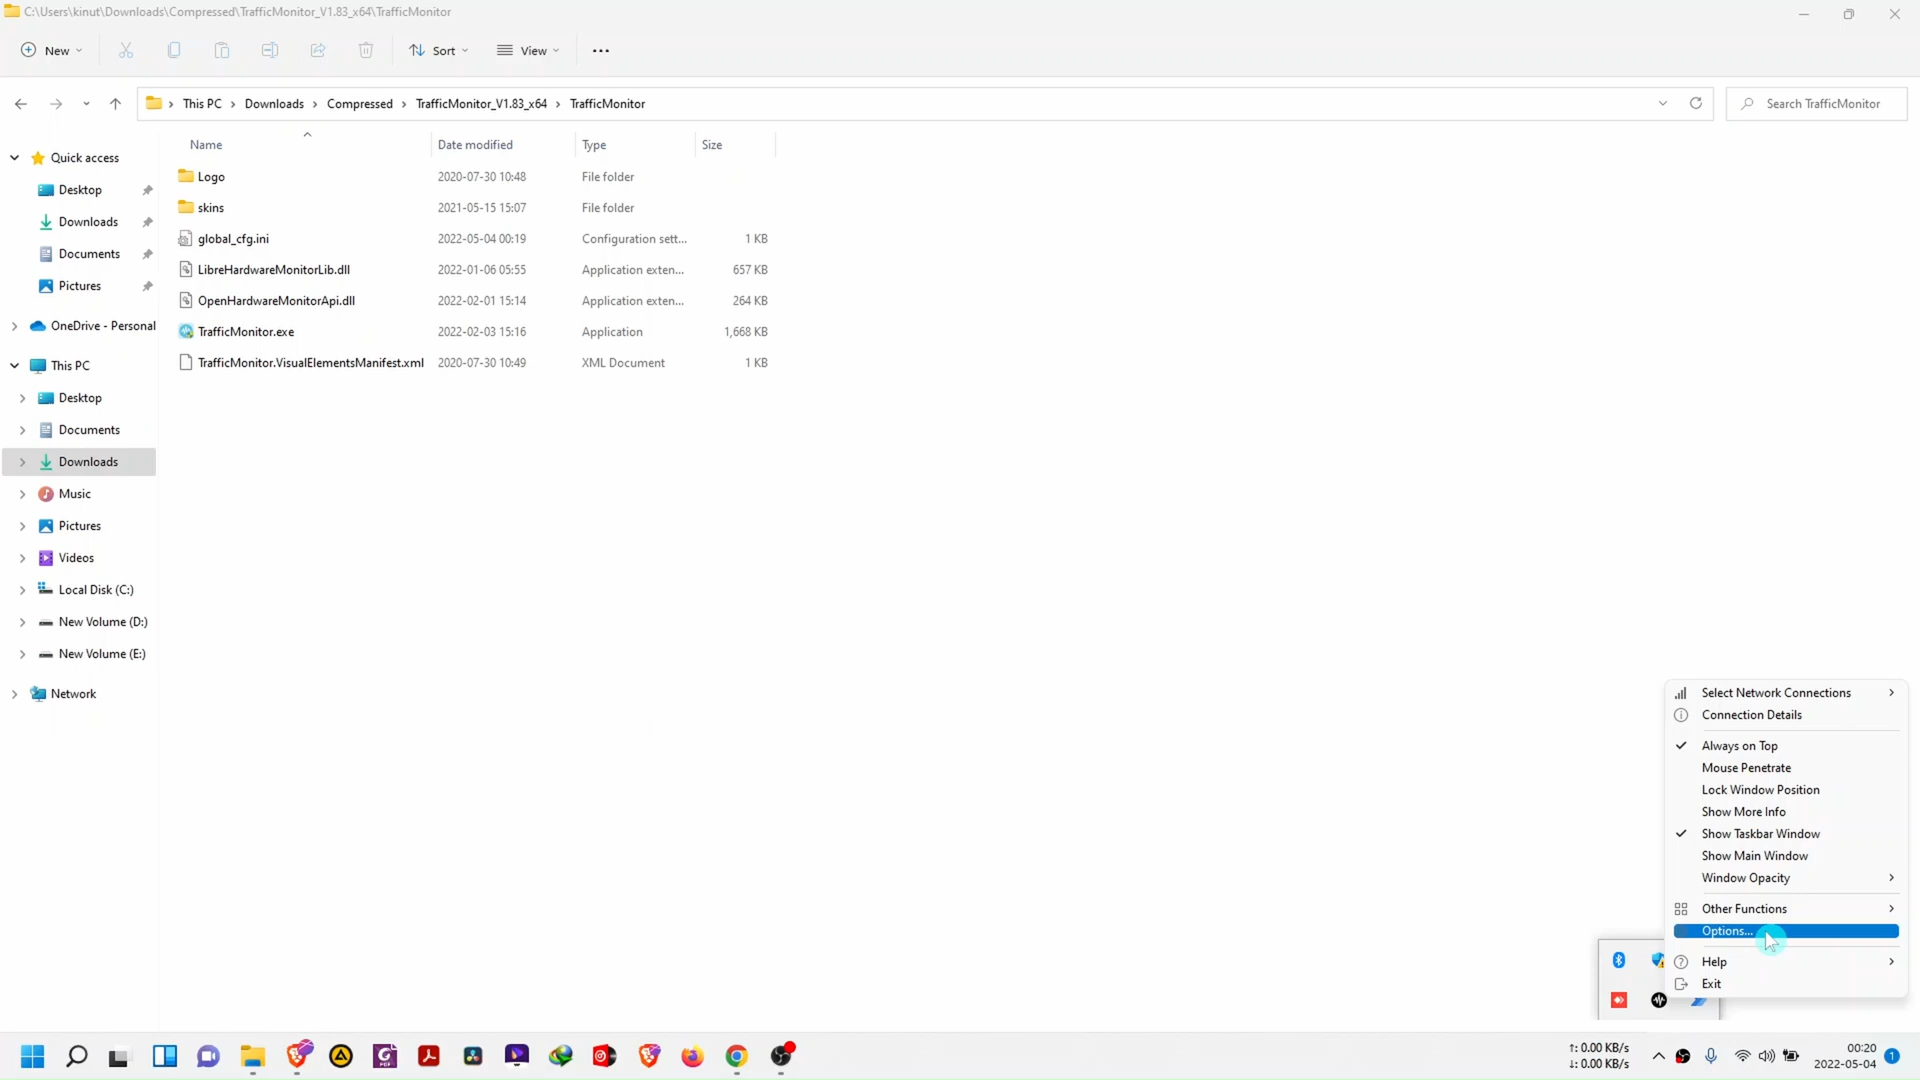 C:\Users\kinut\Downloads\Compressed\TrafficMonitor_V1.83_x64\TrafficMonitor
New
Sort
View
This PC > Downloads > Compressed > TrafficMonitor_V1.83_x64 > TrafficMonitor
Search TrafficMonitor
Name Date modified Type Size
Quick access
Desktop
Downloads
Documents
Pictures
OneDrive - Personal
This PC
Desktop
Documents
Downloads
Music
Pictures
Videos
Local Disk (C:)
New Volume (D:)
New Volume (E:)
Network
Logo 2020-07-30 10:48 File folder
skins 2021-05-15 15:07 File folder
global_cfg.ini 2022-05-04 00:19 Configuration sett... 1 KB
LibreHardwareMonitorLib.dll 2022-01-06 05:55 Application exten... 657 KB
OpenHardwareMonitorApi.dll 2022-02-01 15:14 Application exten... 264 KB
TrafficMonitor.exe 2022-02-03 15:16 Application 1,668 KB
TrafficMonitor.VisualElementsManifest.xml 2020-07-30 10:49 XML Document 1 KB
Select Network Connections
Connection Details
Always on Top
Mouse Penetrate
Lock Window Position
Show More Info
Show Taskbar Window
Show Main Window
Window Opacity
Other Functions
Options...
Help
Exit
↑: 0.00 KB/s
↓: 0.00 KB/s
00:20
2022-05-04
1